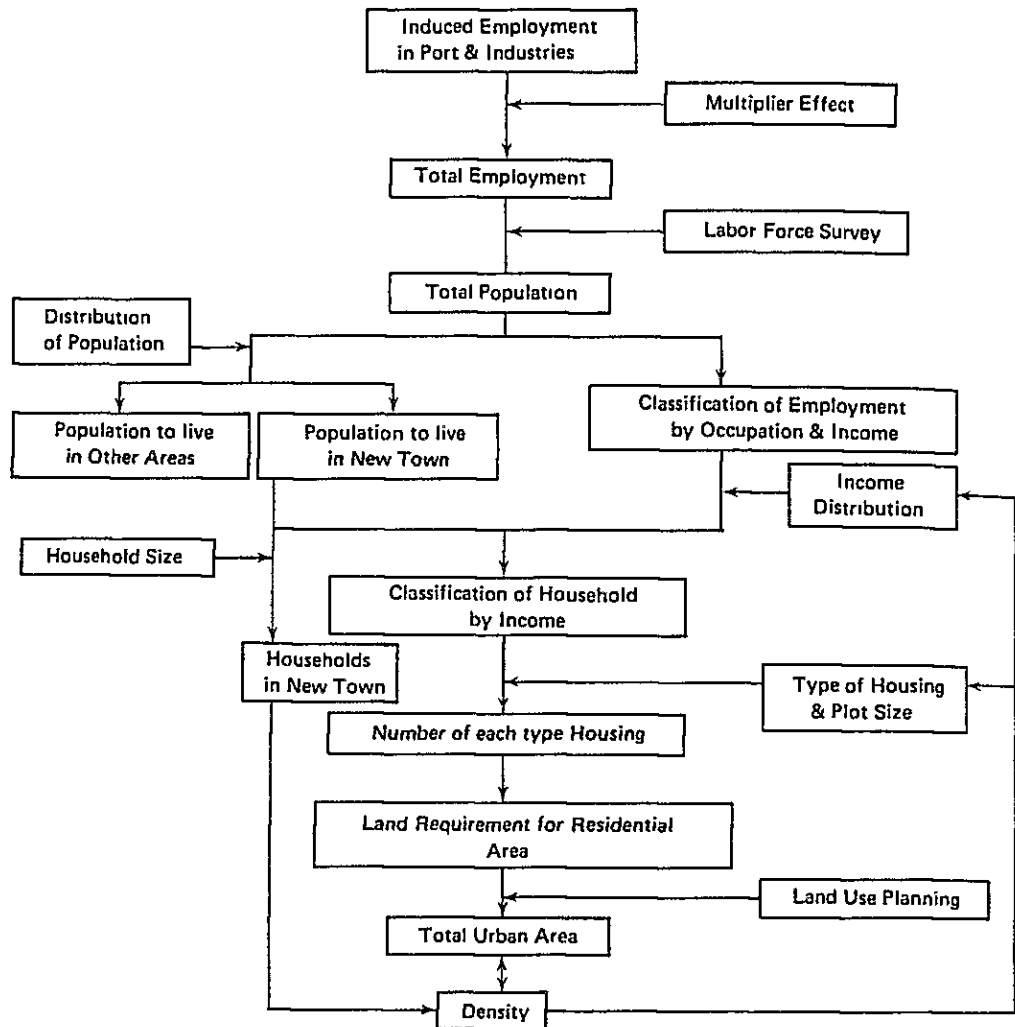 Induced Employment
in Port & Industries
Multiplier Effect
Total Employment
Labor Force Survey
Total Population
Distribution
of Population
Population to live
in Other Areas
Population to live
in New Town
Classification of Employment
by Occupation & Income
Income
Distribution
Household Size
Classification of Household
by Income
Households
in New Town
Type of Housing
& Plot Size
Number of each type Housing
Land Requirement for Residential
Area
Land Use Planning
Total Urban Area
Density